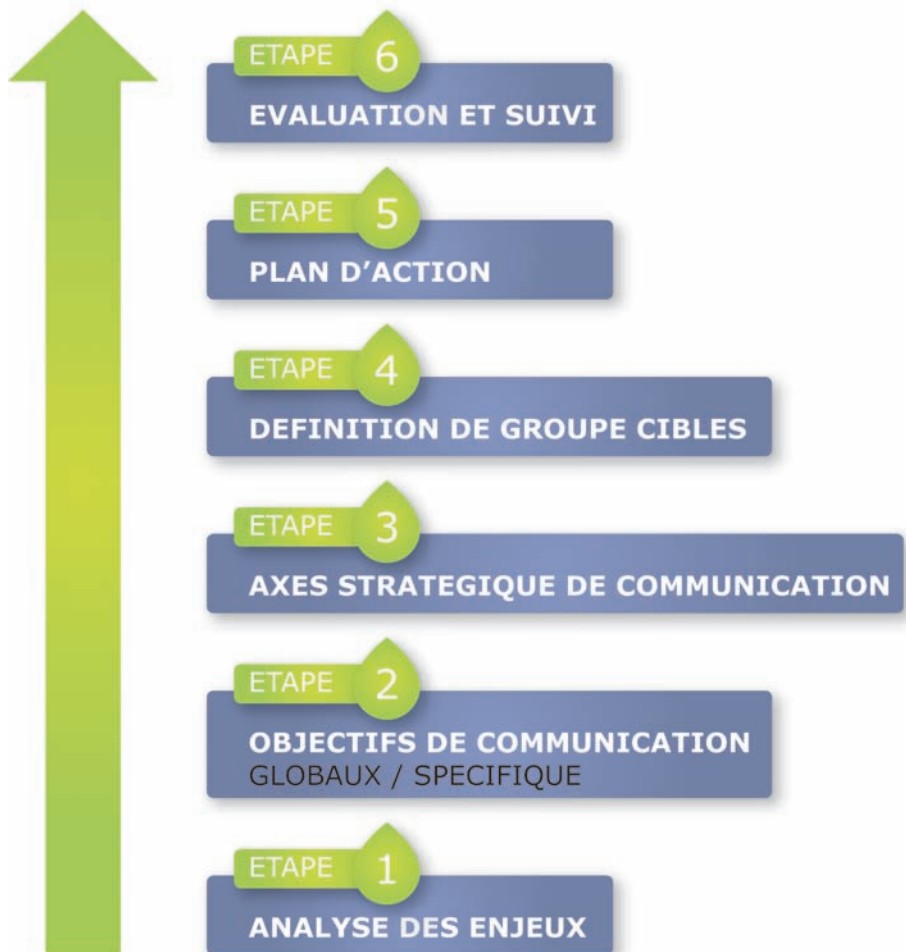 ETAPE 6
EVALUATION ET SUIVI
ETAPE 5
PLAN D'ACTION
ETAPE 4
DEFINITION DE GROUPE CIBLES
ETAPE 3
AXES STRATEGIQUE DE COMMUNICATION
ETAPE 2
OBJECTIFS DE COMMUNICATION
GLOBAUX / SPECIFIQUE
ETAPE 1
ANALYSE DES ENJEUX